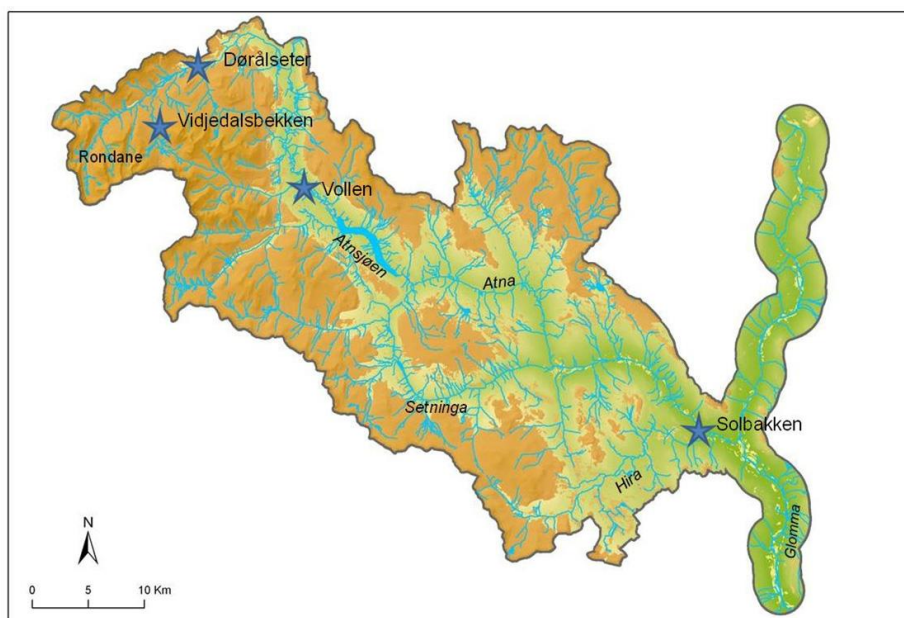 Dørålseter
Vidjedalsbekken
Rondane
Vollen
Atnsjøen
Atna
Setninga
Solbakken
Hira
Glomma
N
0 5 10 Km